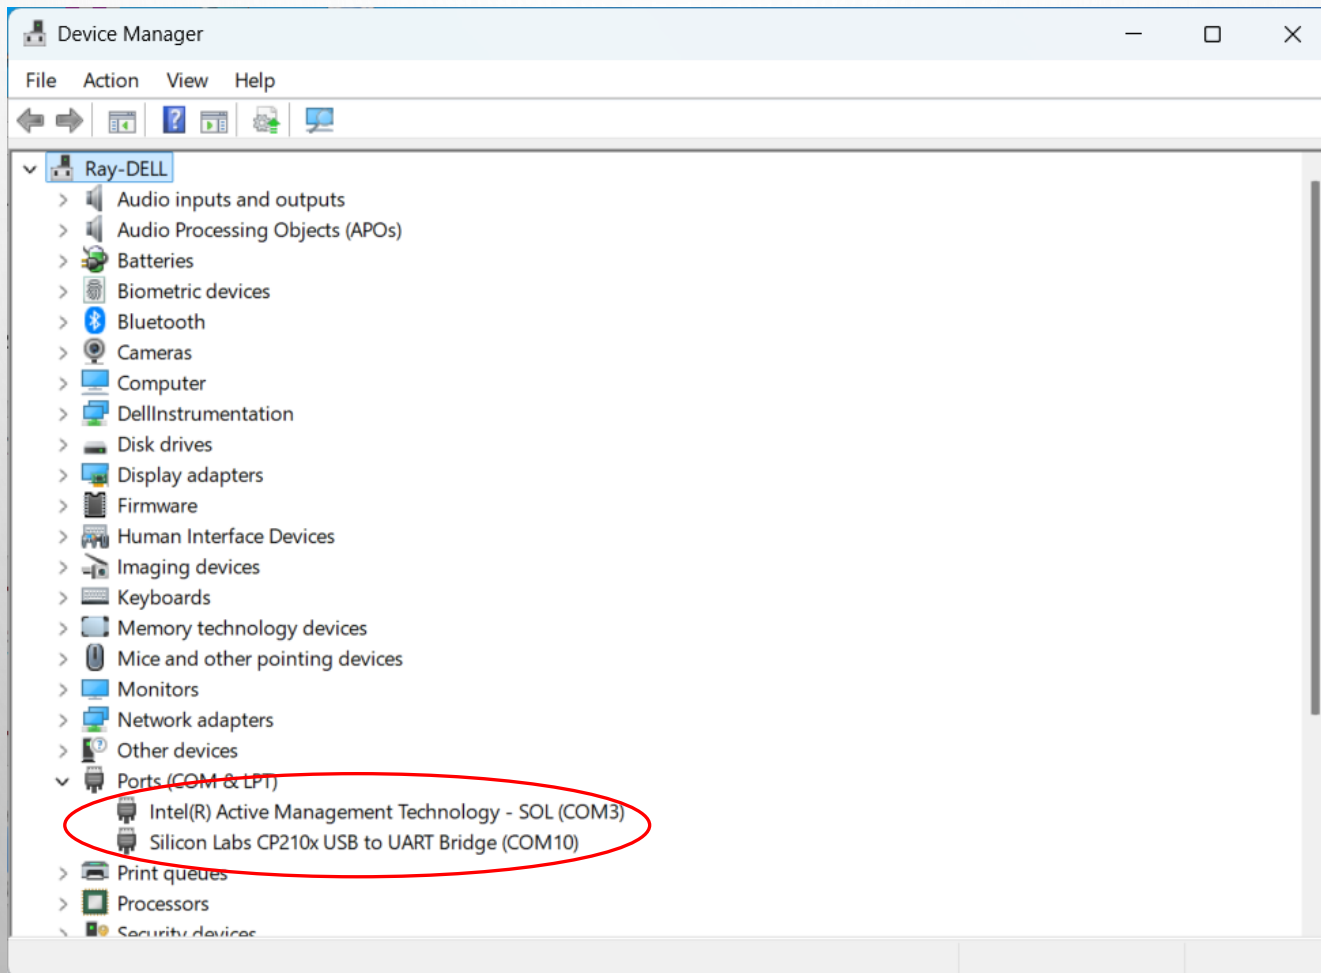 Device Manager
File Action View Help
Ray-DELL
Audio inputs and outputs
Audio Processing Objects (APOs)
Batteries
Biometric devices
Bluetooth
Cameras
Computer
DellInstrumentation
Disk drives
Display adapters
Firmware
Human Interface Devices
Imaging devices
Keyboards
Memory technology devices
Mice and other pointing devices
Monitors
Network adapters
Other devices
Ports (COM & LPT)
Intel(R) Active Management Technology - SOL (COM3)
Silicon Labs CP210x USB to UART Bridge (COM10)
Print queues
Processors
Security devices